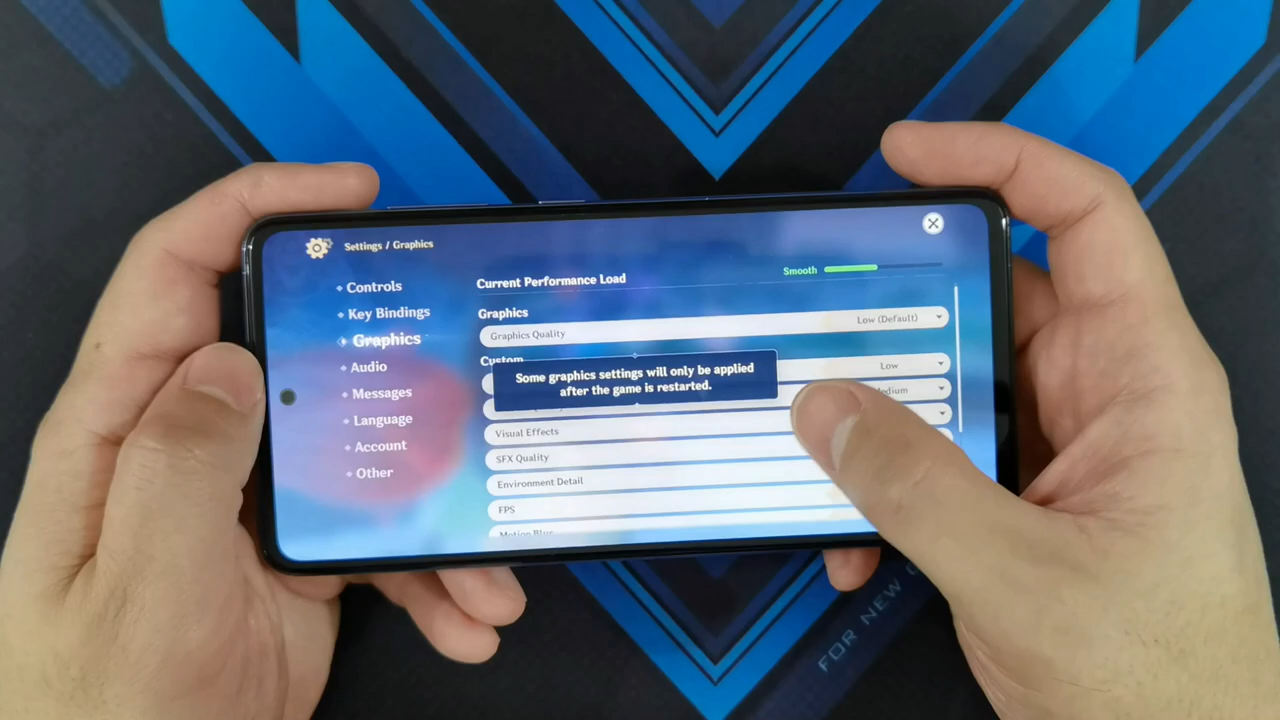 Settings / Graphics
Controls
Key Bindings
Graphics
Audio
Messages
Language
Account
Other
Current Performance Load
Smooth
Graphics
Graphics Quality
Low (Default)
Custom
Some graphics settings will only be applied
after the game is restarted.
Low
Visual Effects
SFX Quality
Environment Detail
FPS
Motion Blur
FOR NEW